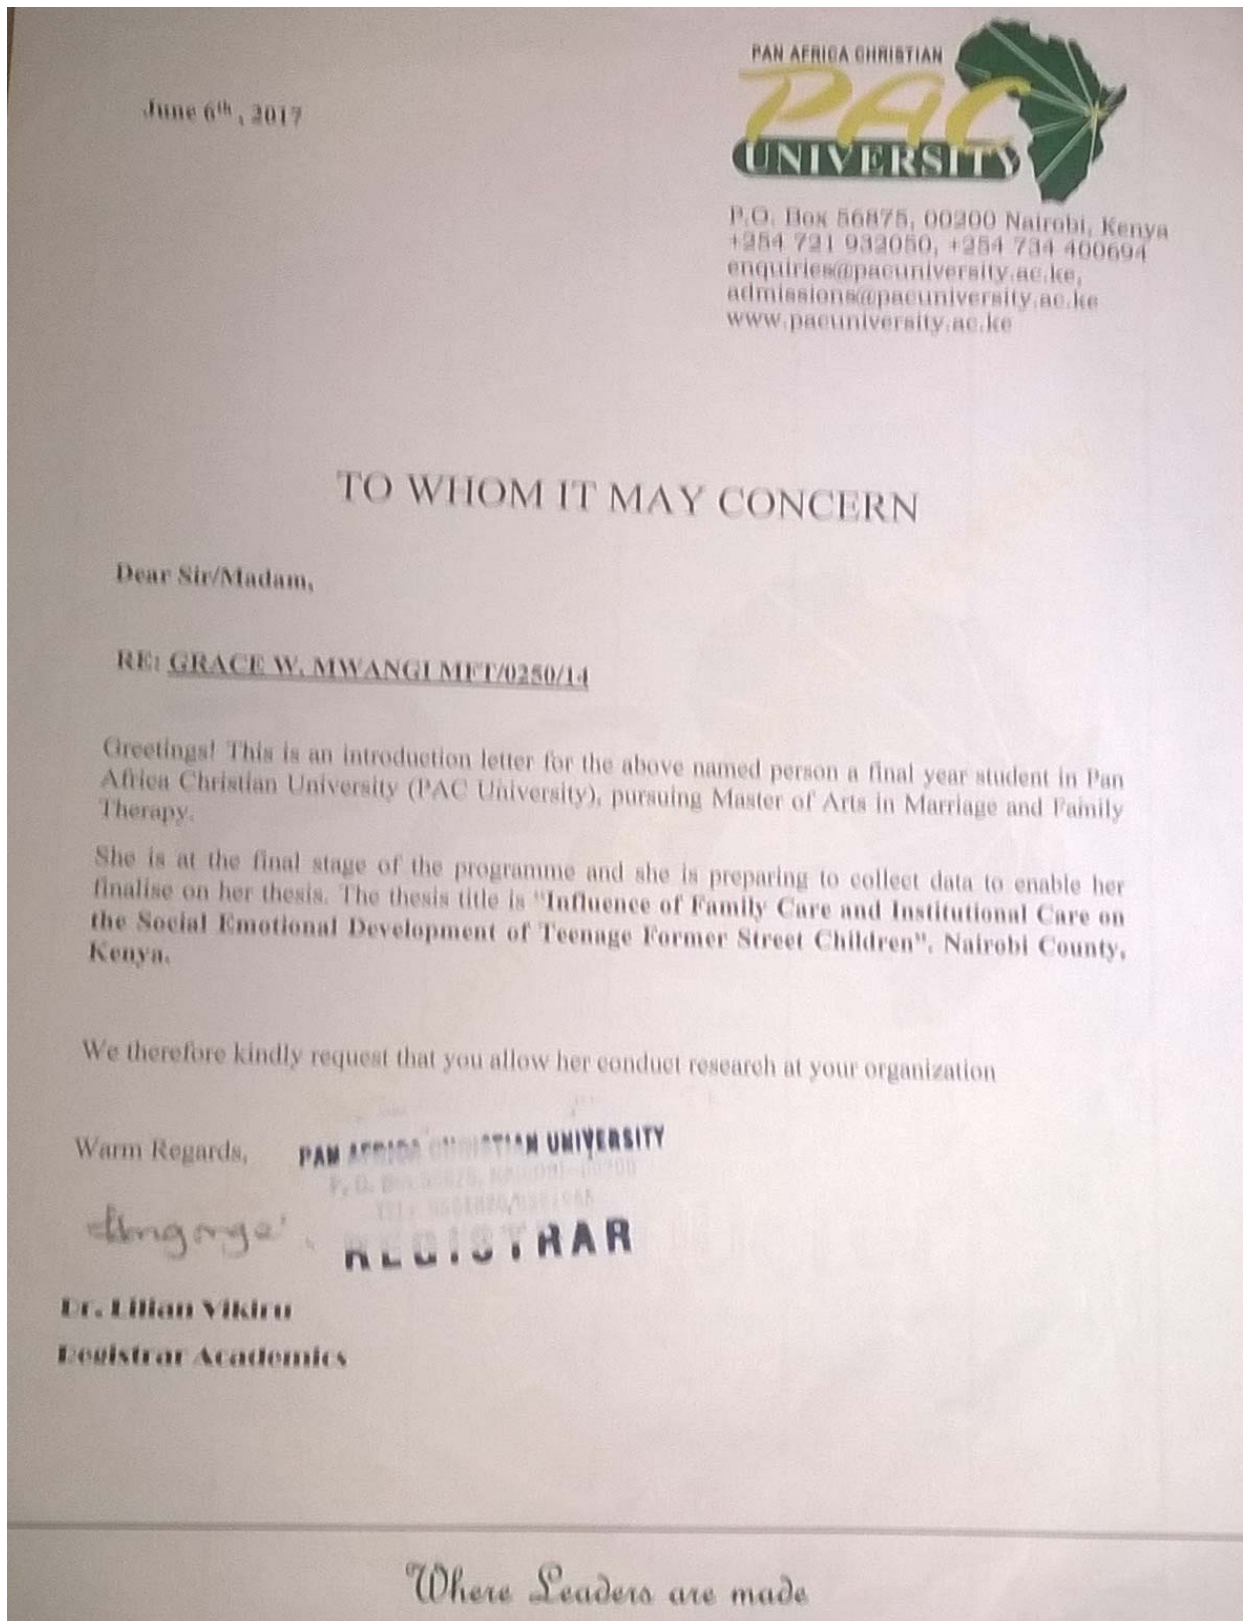 June 6th, 2017
PAN AFRICA CHRISTIAN
PAC
UNIVERSITY
P.O. Box 56875, 00200 Nairobi, Kenya
+254 721 932050, +254 734 400694
enquiries@pacuniversity.ac.ke,
admissions@pacuniversity.ac.ke
www.pacuniversity.ac.ke
TO WHOM IT MAY CONCERN
Dear Sir/Madam,
RE: GRACE W. MWANGI MFT/0250/14
Greetings! This is an introduction letter for the above named person a final year student in Pan
Africa Christian University (PAC University), pursuing Master of Arts in Marriage and Family
Therapy.
She is at the final stage of the programme and she is preparing to collect data to enable her
finalise on her thesis. The thesis title is "Influence of Family Care and Institutional Care on
the Social Emotional Development of Teenage Former Street Children". Nairobi County,
Kenya.
We therefore kindly request that you allow her conduct research at your organization
Warm Regards,
PAN AFRICA CHRISTIAN UNIVERSITY
REGISTRAR
Dr. Lilian Vikiru
Registrar Academics
Where Leaders are made